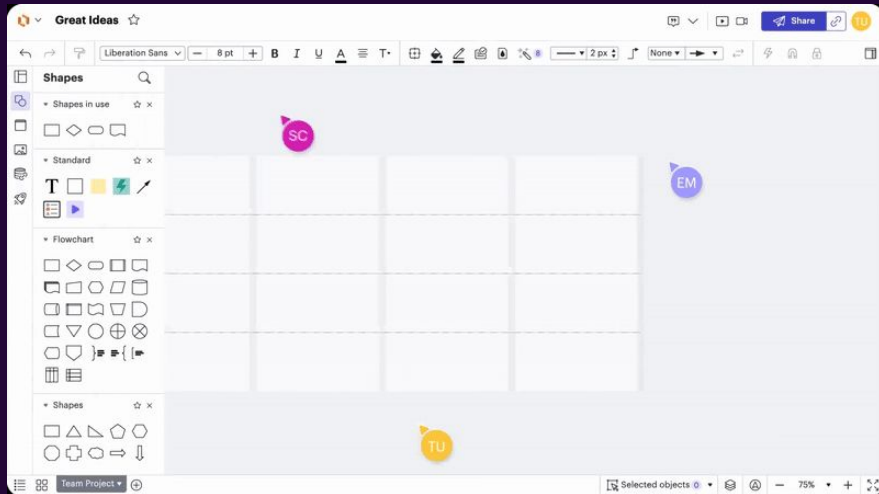 Great Ideas
Share
TU
Liberation Sans
8 pt
B I U A T
8
2 px
None
Shapes
Shapes in use
Standard
T
Flowchart
Shapes
SC
EM
TU
Team Project
Selected objects 0
75%